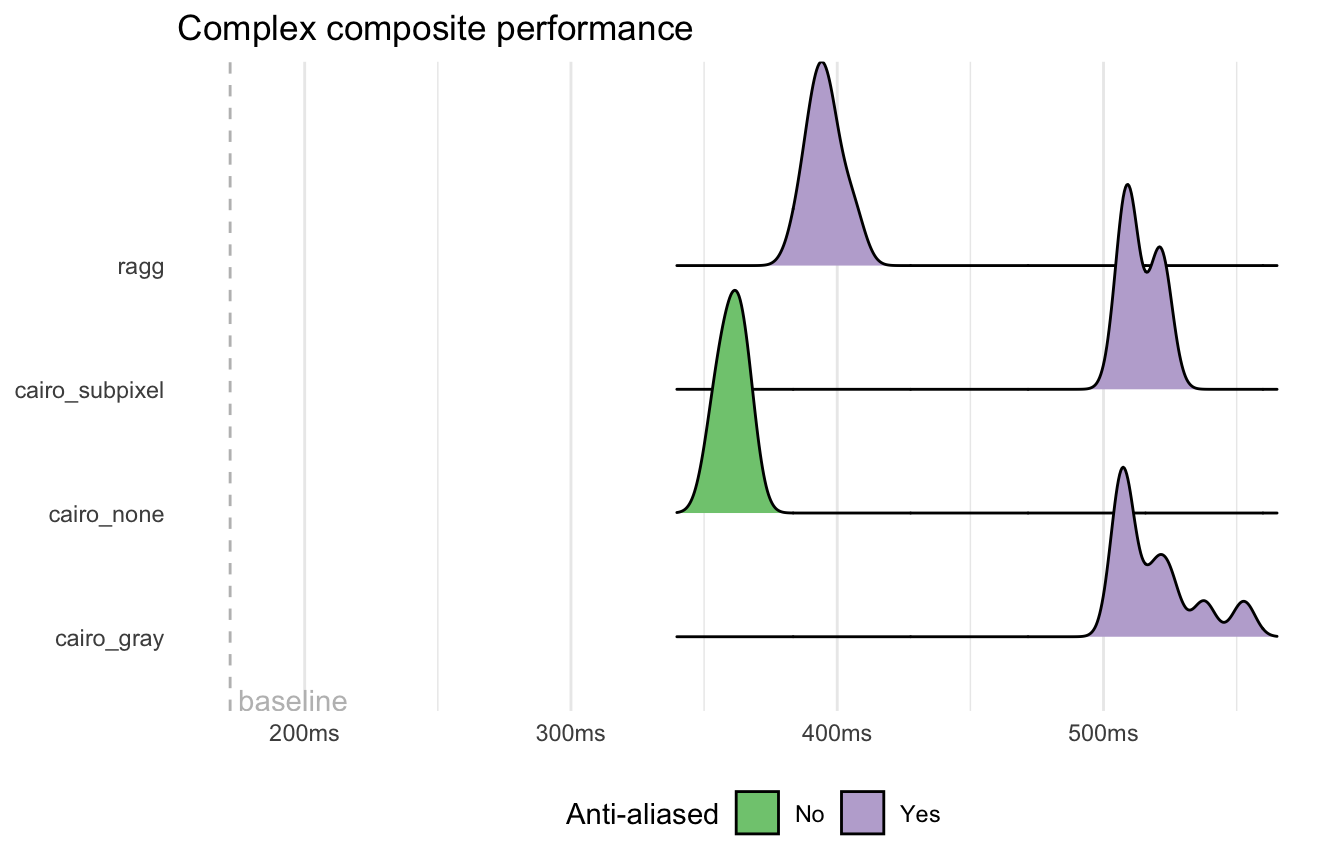 Complex composite performance
ragg
cairo_subpixel
cairo_none
cairo_gray
baseline
200ms 300ms 400ms 500ms
Anti-aliased No Yes